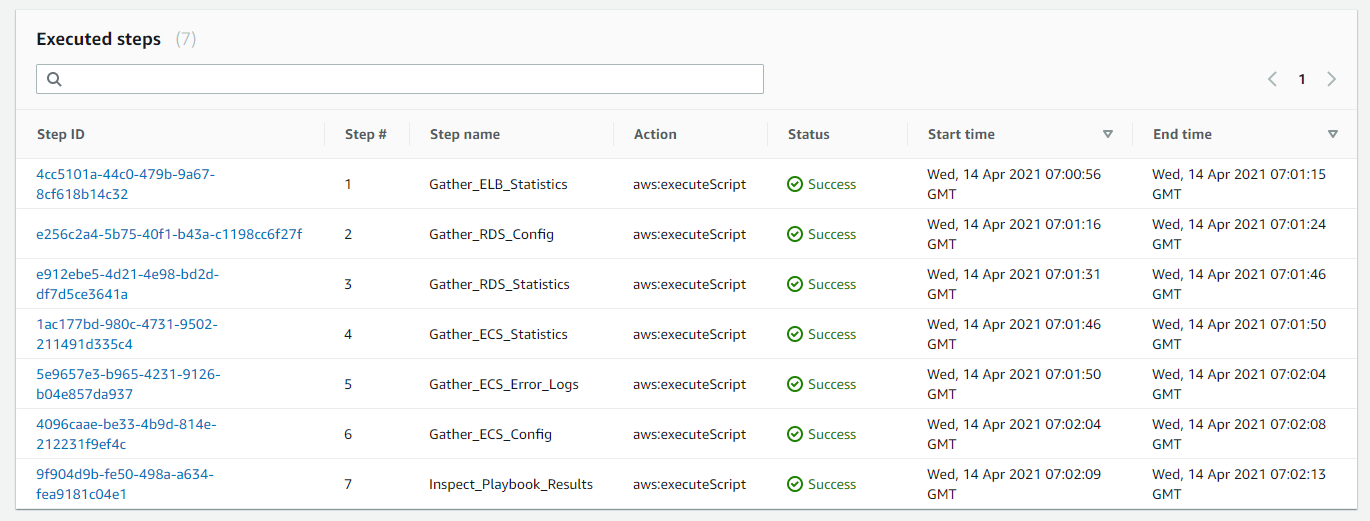 Executed steps (7)
1
Step ID Step # Step name Action Status Start time End time
4cc5101a-44c0-479b-9a67-8cf618b14c32 1 Gather_ELB_Statistics aws:executeScript Success Wed, 14 Apr 2021 07:00:56 GMT Wed, 14 Apr 2021 07:01:15 GMT
e256c2a4-5b75-40f1-b43a-c1198cc6f27f 2 Gather_RDS_Config aws:executeScript Success Wed, 14 Apr 2021 07:01:16 GMT Wed, 14 Apr 2021 07:01:24 GMT
e912ebe5-4d21-4e98-bd2d-df7d5ce3641a 3 Gather_RDS_Statistics aws:executeScript Success Wed, 14 Apr 2021 07:01:31 GMT Wed, 14 Apr 2021 07:01:46 GMT
1ac177bd-980c-4731-9502-211491d335c4 4 Gather_ECS_Statistics aws:executeScript Success Wed, 14 Apr 2021 07:01:46 GMT Wed, 14 Apr 2021 07:01:50 GMT
5e9657e3-b965-4231-9126-b04e857da937 5 Gather_ECS_Error_Logs aws:executeScript Success Wed, 14 Apr 2021 07:01:50 GMT Wed, 14 Apr 2021 07:02:04 GMT
4096caae-be33-4b9d-814e-212231f9ef4c 6 Gather_ECS_Config aws:executeScript Success Wed, 14 Apr 2021 07:02:04 GMT Wed, 14 Apr 2021 07:02:08 GMT
9f904d9b-fe50-498a-a634-fea9181c04e1 7 Inspect_Playbook_Results aws:executeScript Success Wed, 14 Apr 2021 07:02:09 GMT Wed, 14 Apr 2021 07:02:13 GMT